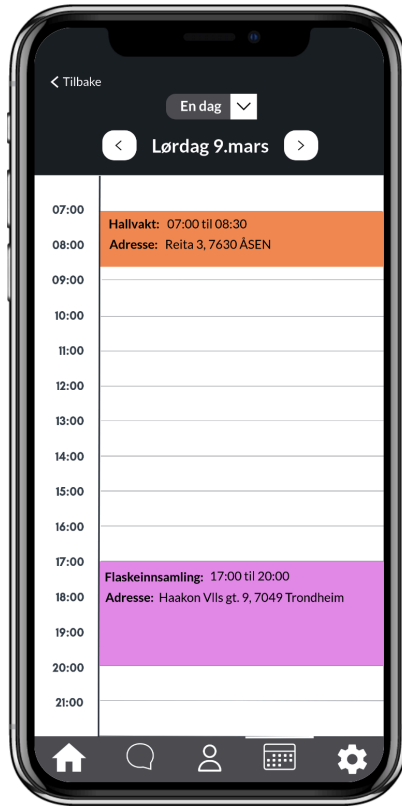 Tilbake
En dag
Lørdag 9.mars
07:00
Hallvakt: 07:00 til 08:30
08:00
Adresse: Reita 3, 7630 ÅSEN
09:00
10:00
11:00
12:00
13:00
14:00
15:00
16:00
17:00
Flaskeinnsamling: 17:00 til 20:00
18:00
Adresse: Haakon VIIs gt. 9, 7049 Trondheim
19:00
20:00
21:00